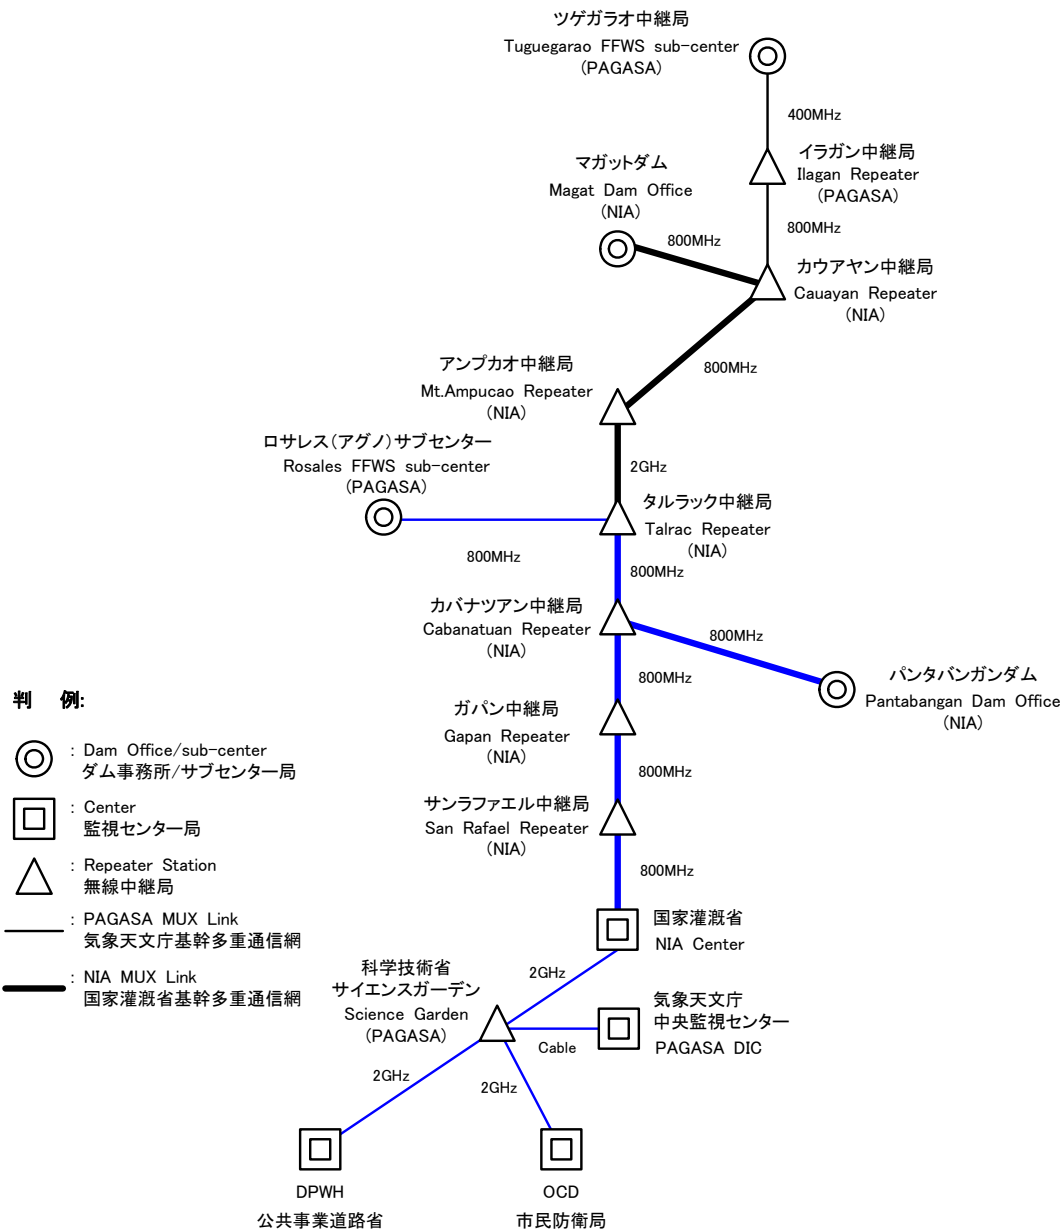 ツゲガラオ中継局
Tuguegarao FFWS sub-center
(PAGASA)
400MHz
イラガン中継局
Ilagan Repeater
(PAGASA)
マガットダム
Magat Dam Office
(NIA)
800MHz
800MHz
カウアヤン中継局
Cauayan Repeater
(NIA)
アンプカオ中継局
Mt.Ampucao Repeater
(NIA)
800MHz
ロサレス(アグノ)サブセンター
Rosales FFWS sub-center
(PAGASA)
2GHz
タルラック中継局
Talrac Repeater
(NIA)
800MHz
800MHz
カバナツアン中継局
Cabanatuan Repeater
(NIA)
800MHz
パンタバンガンダム
Pantabangan Dam Office
(NIA)
800MHz
ガパン中継局
Gapan Repeater
(NIA)
800MHz
サンラファエル中継局
San Rafael Repeater
(NIA)
800MHz
国家灌漑省
NIA Center
科学技術省
サイエンスガーデン
Science Garden
(PAGASA)
2GHz
気象天文庁
中央監視センター
PAGASA DIC
Cable
2GHz
2GHz
DPWH
公共事業道路省
OCD
市民防衛局
判 例:
: Dam Office/sub-center
ダム事務所/サブセンター局
: Center
監視センター局
: Repeater Station
無線中継局
: PAGASA MUX Link
気象天文庁基幹多重通信網
: NIA MUX Link
国家灌漑省基幹多重通信網